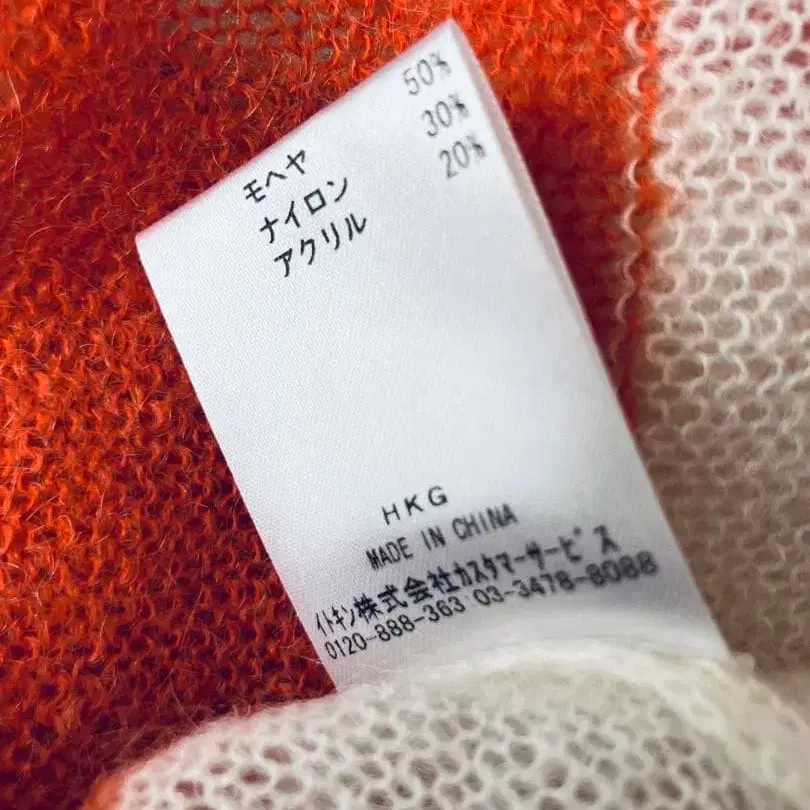 モヘヤ 50%
ナイロン 30%
アクリル 20%
HKG
MADE IN CHINA
イトキン株式会社カスタマーサービス
0120-888-363 03-3478-8088